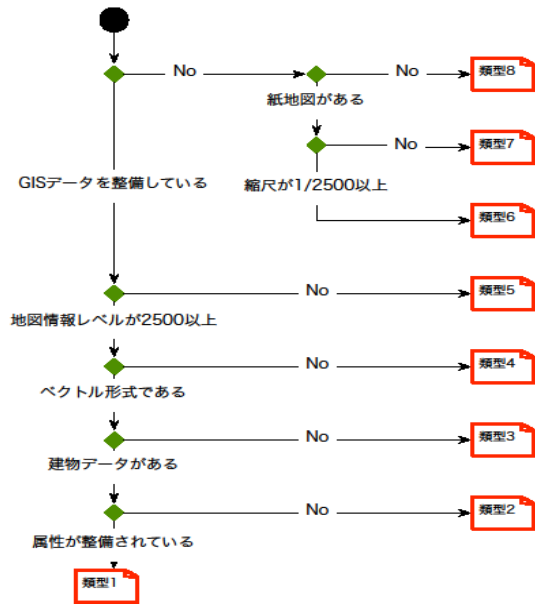 No
No
類型8
紙地図がある
No
類型7
GISデータを整備している
縮尺が1/2500以上
類型6
No
類型5
地図情報レベルが2500以上
No
類型4
ベクトル形式である
No
類型3
建物データがある
No
類型2
属性が整備されている
類型1